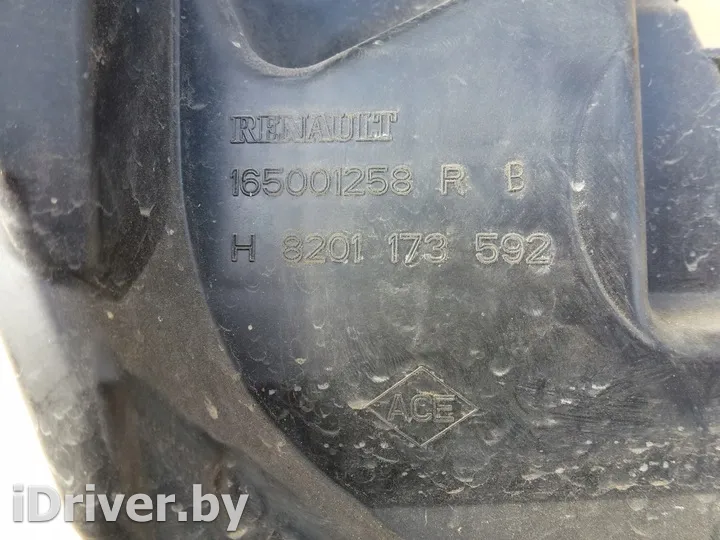 RENAULT
165001258 R B
H 8201 173 592
ACE
iDriver.by